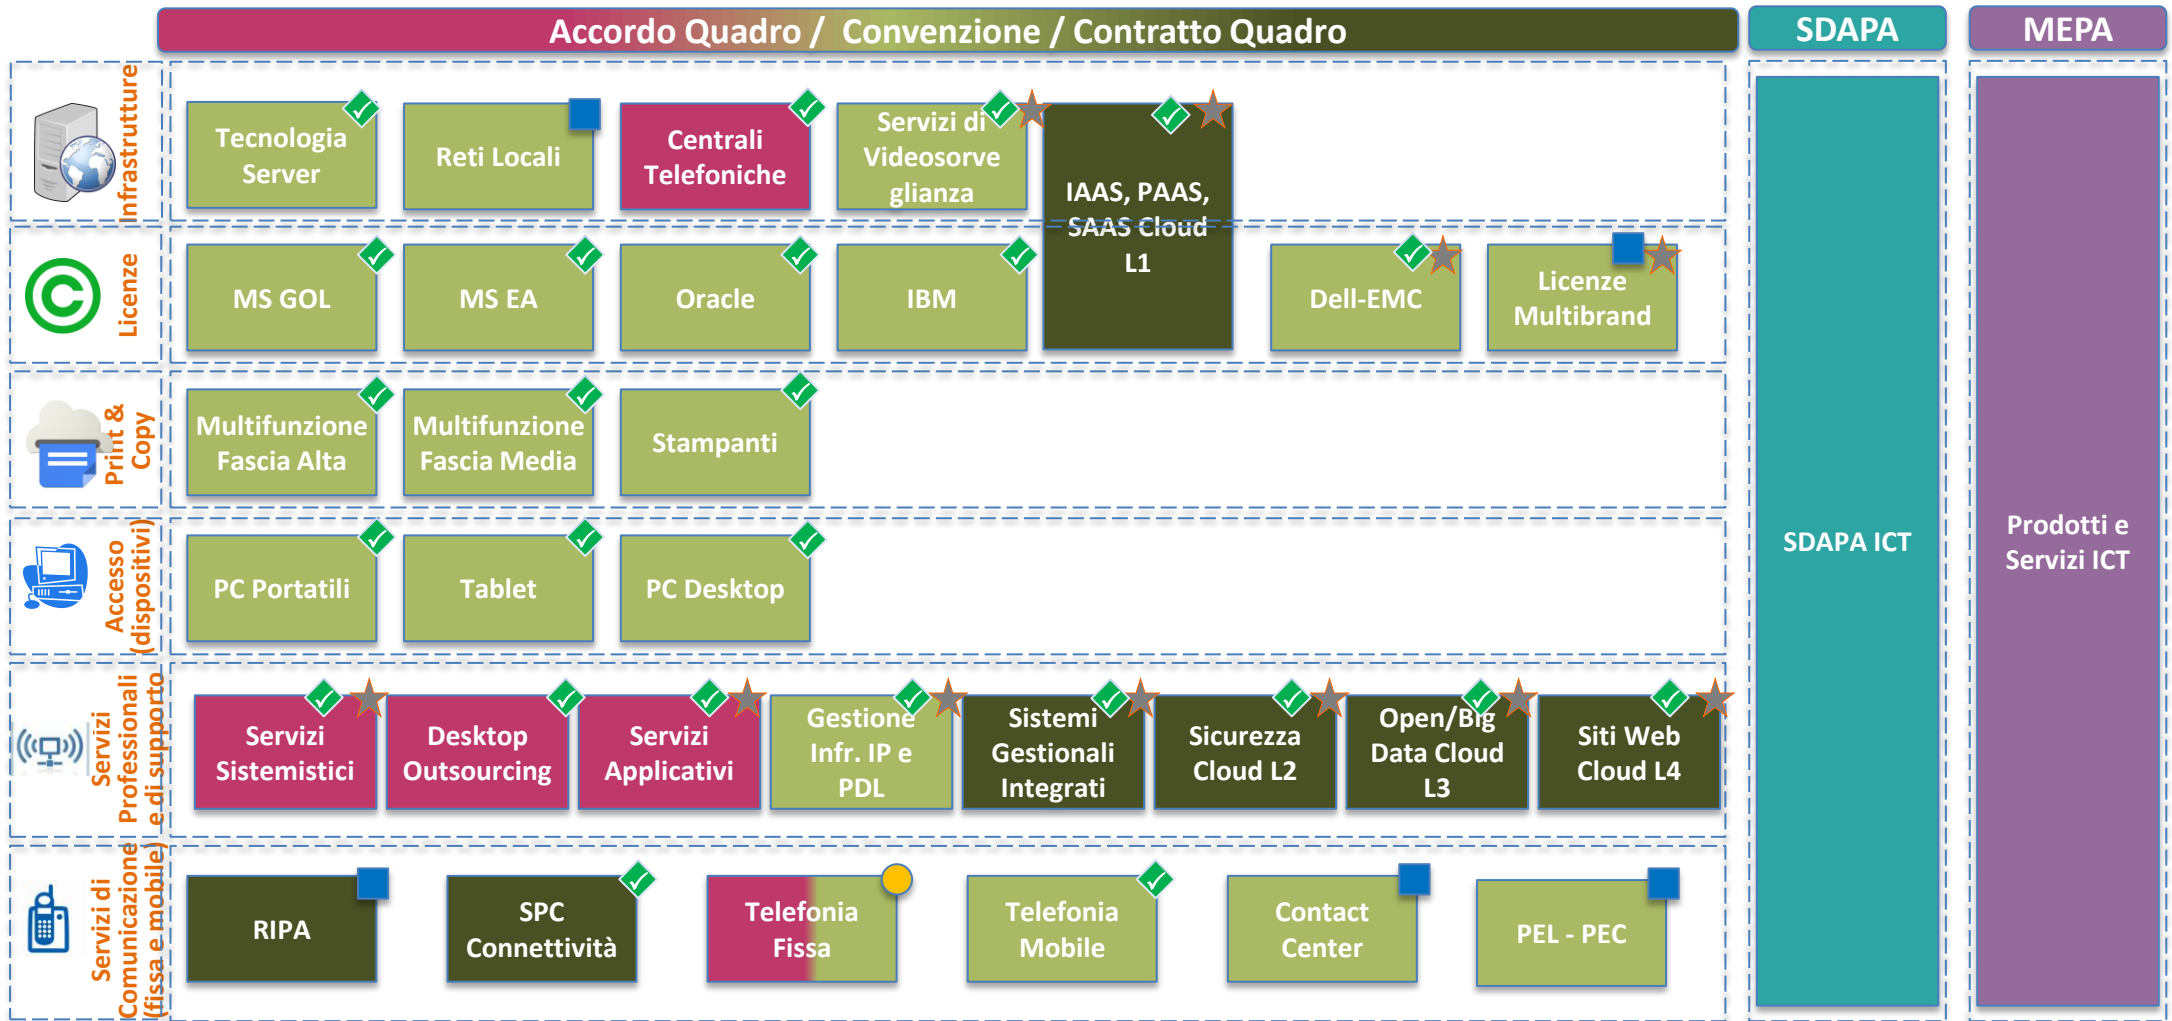 Accordo Quadro / Convenzione / Contratto Quadro
SDAPA
MEPA
Infrastrutture
Tecnologia
Server
Reti Locali
Centrali
Telefoniche
Servizi di
Videosorve
glianza
IAAS, PAAS,
SAAS Cloud
L1
Licenze
MS GOL
MS EA
Oracle
IBM
Dell-EMC
Licenze
Multibrand
Print &
Copy
Multifunzione
Fascia Alta
Multifunzione
Fascia Media
Stampanti
Accesso
(dispositivi)
PC Portatili
Tablet
PC Desktop
SDAPA ICT
Prodotti e
Servizi ICT
Servizi
Professionali
e di supporto
Servizi
Sistemistici
Desktop
Outsourcing
Servizi
Applicativi
Gestione
Infr. IP e
PDL
Sistemi
Gestionali
Integrati
Sicurezza
Cloud L2
Open/Big
Data Cloud
L3
Siti Web
Cloud L4
Servizi di
Comunicazione
(fissa e mobile)
RIPA
SPC
Connettività
Telefonia
Fissa
Telefonia
Mobile
Contact
Center
PEL - PEC